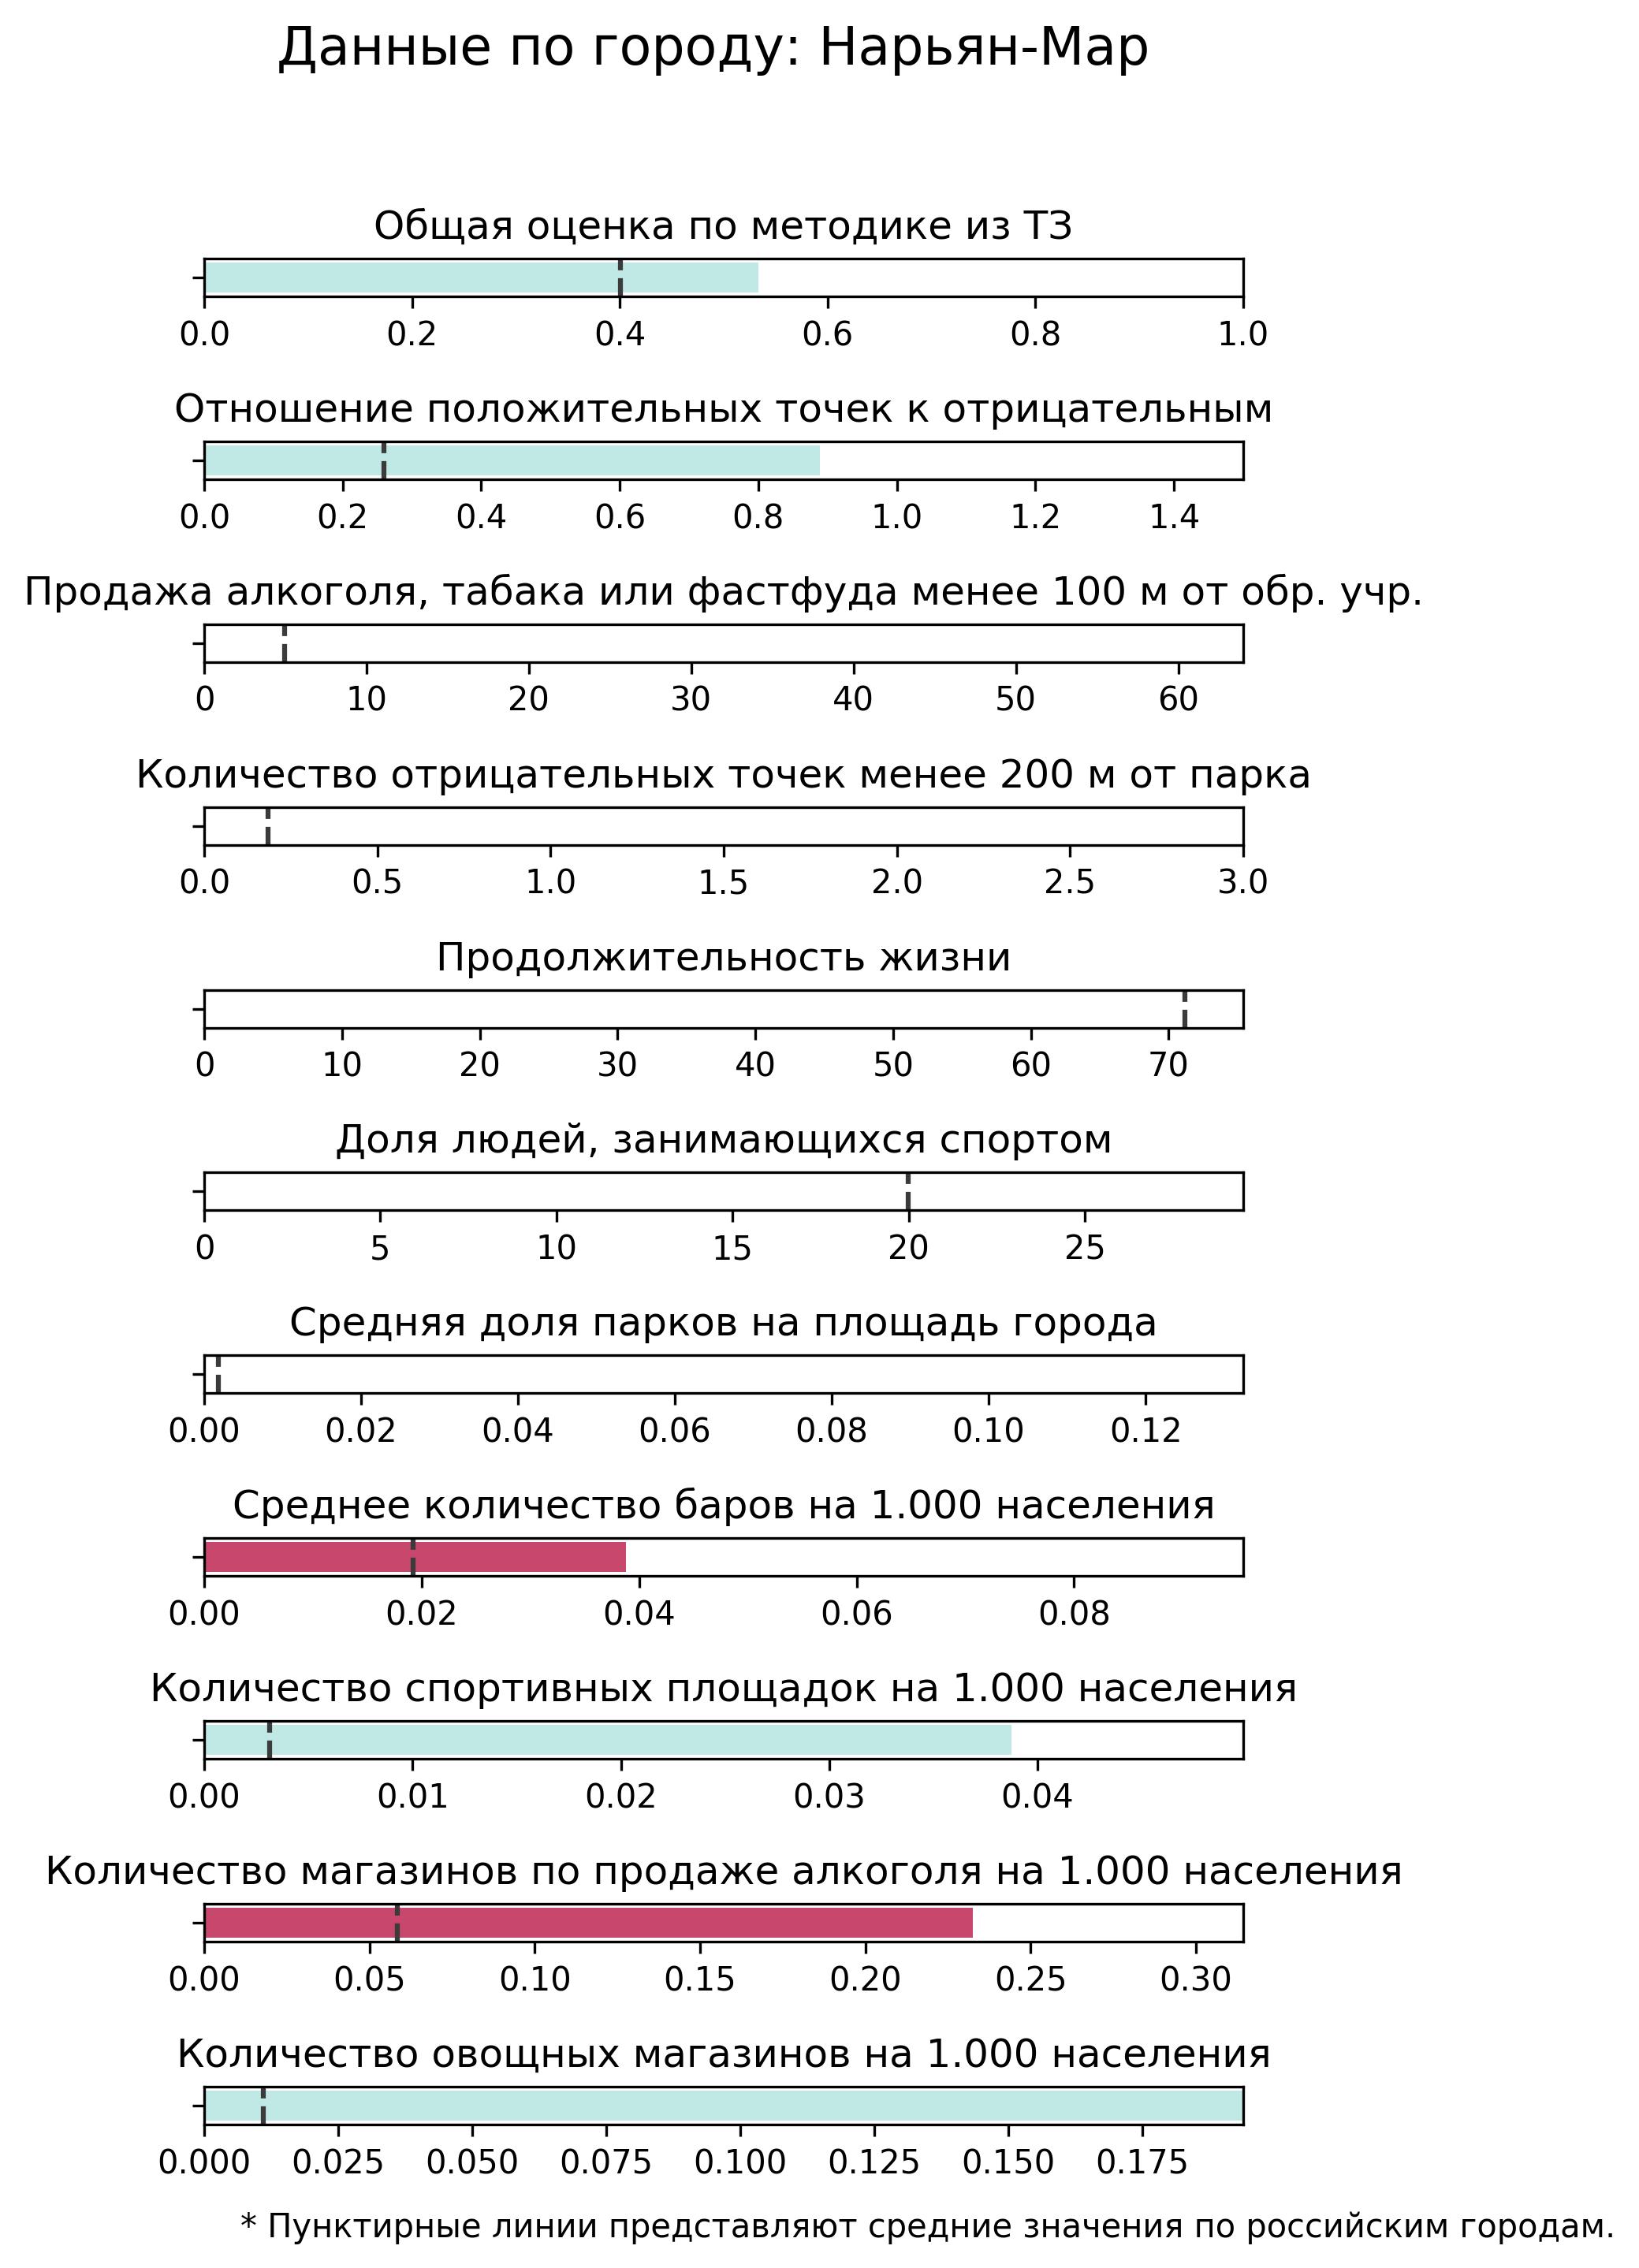 Данные по городу: Нарьян-Мар
Общая оценка по методике из ТЗ
0.0 0.2 0.4 0.6 0.8 1.0
Отношение положительных точек к отрицательным
0.0 0.2 0.4 0.6 0.8 1.0 1.2 1.4
Продажа алкоголя, табака или фастфуда менее 100 м от обр. учр.
0 10 20 30 40 50 60
Количество отрицательных точек менее 200 м от парка
0.0 0.5 1.0 1.5 2.0 2.5 3.0
Продолжительность жизни
0 10 20 30 40 50 60 70
Доля людей, занимающихся спортом
0 5 10 15 20 25
Средняя доля парков на площадь города
0.00 0.02 0.04 0.06 0.08 0.10 0.12
Среднее количество баров на 1.000 населения
0.00 0.02 0.04 0.06 0.08
Количество спортивных площадок на 1.000 населения
0.00 0.01 0.02 0.03 0.04
Количество магазинов по продаже алкоголя на 1.000 населения
0.00 0.05 0.10 0.15 0.20 0.25 0.30
Количество овощных магазинов на 1.000 населения
0.000 0.025 0.050 0.075 0.100 0.125 0.150 0.175
* Пунктирные линии представляют средние значения по российским городам.